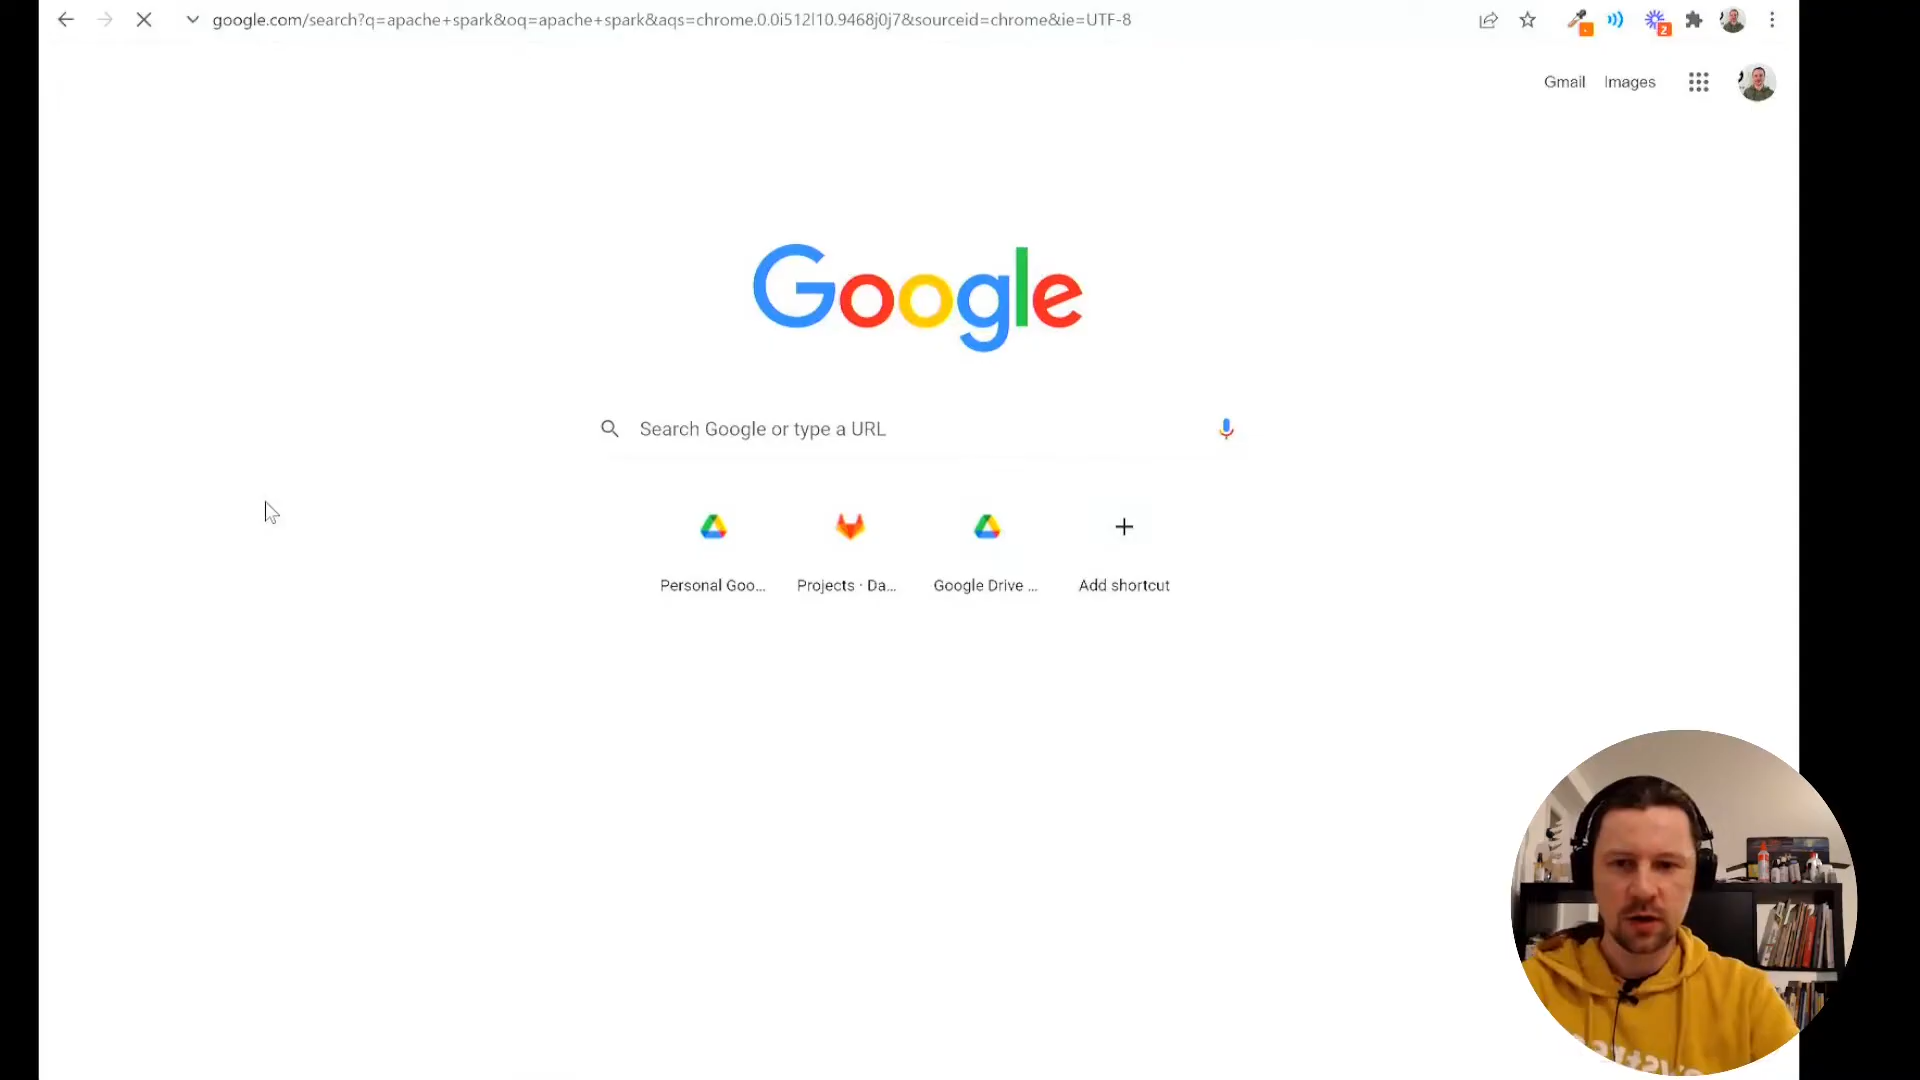 google.com/search?q=apache+spark&oq=apache+spark&aqs=chrome.0.0i512l10.9468j0j7&sourceid=chrome&ie=UTF-8
2
Gmail Images
Google
Search Google or type a URL
Personal Goo... Projects · Da... Google Drive ... Add shortcut